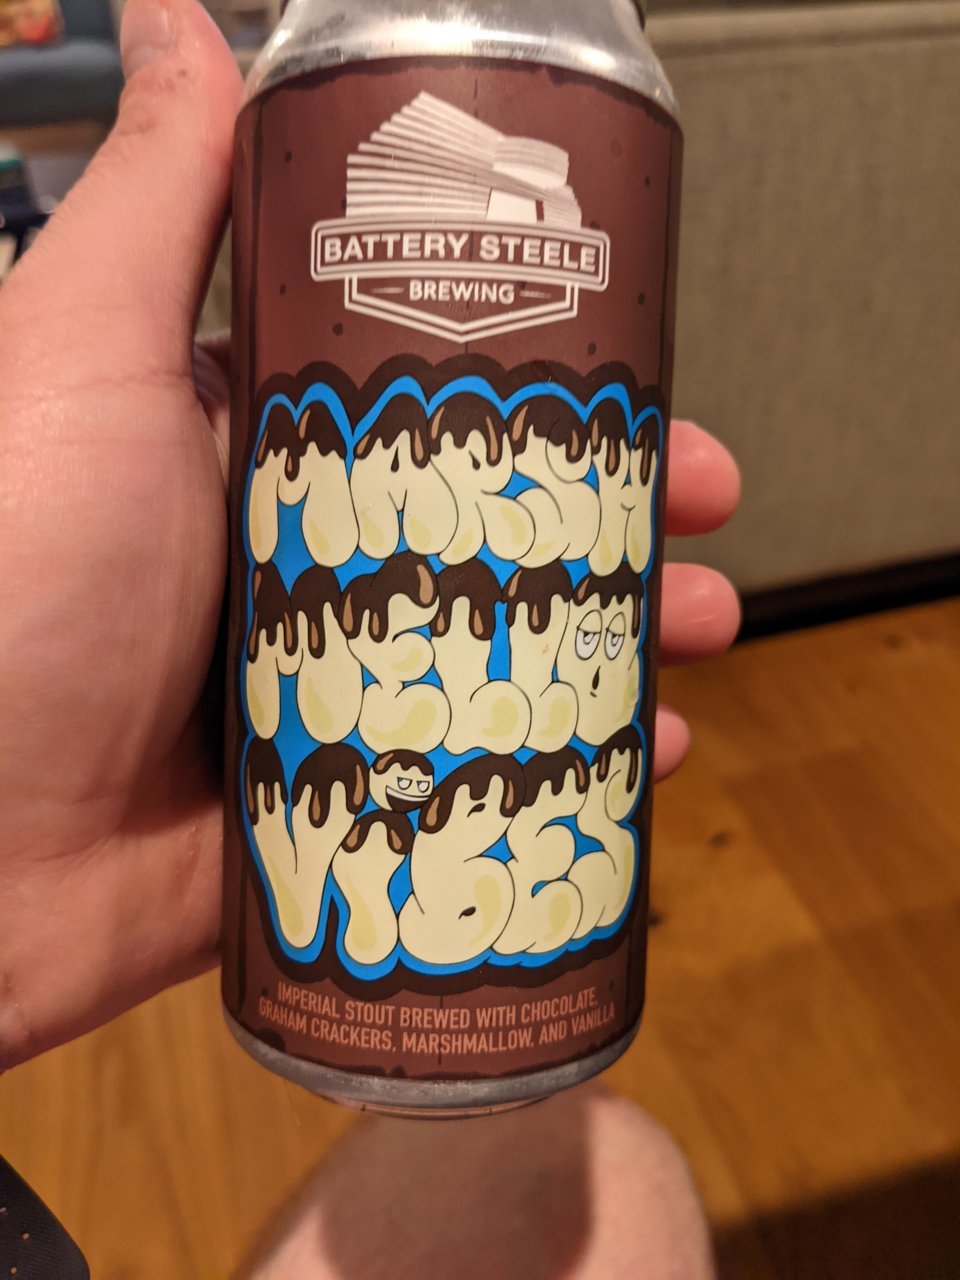 BATTERY STEELE
BREWING
MARSH
MELLO
ViBES
IMPERIAL STOUT BREWED WITH CHOCOLATE,
GRAHAM CRACKERS, MARSHMALLOW, AND VANILLA